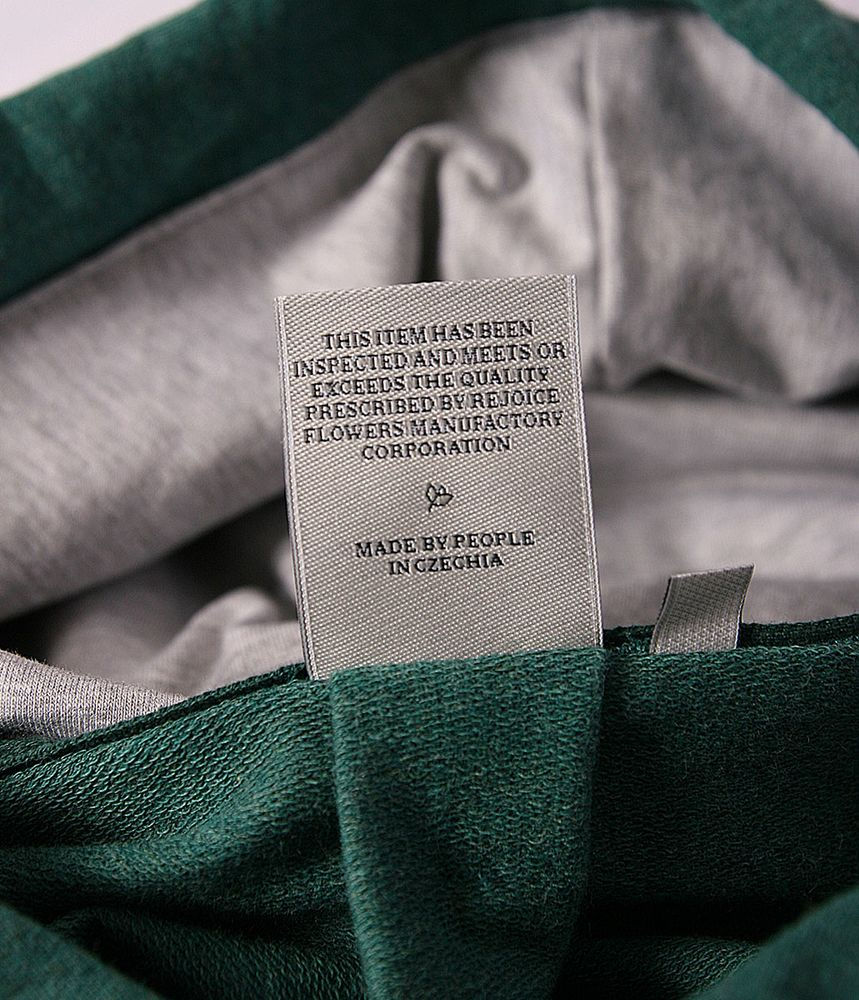 THIS ITEM HAS BEEN
INSPECTED AND MEETS OR
EXCEEDS THE QUALITY
PRESCRIBED BY REJOICE
FLOWERS MANUFACTORY
CORPORATION
MADE BY PEOPLE
IN CZECHIA